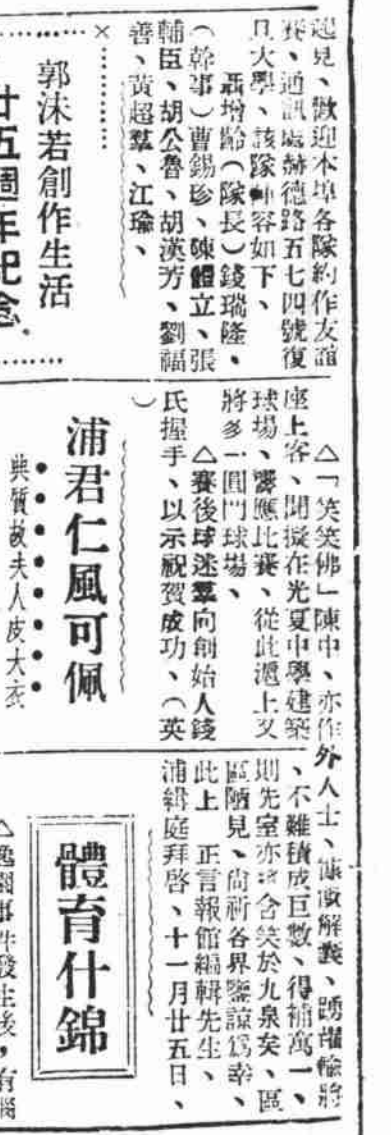 起見、歡迎本埠各隊約作友誼
賽、通訊處赫德路五七四號復
旦大學、該隊陣容如下、
聶增齡（隊長）錢瑞隆、
（幹事）曹錫珍、陳體立、張
輔臣、胡公魯、胡漢芳、劉福
善、黃超羣、江瑜、
郭沫若創作生活
廿五週年紀念
△「笑笑佛」陳中、亦作
座上客、聞擬在光夏中學建築
球場、響應比賽、從此滬上又
將多一圓門球場、
△賽後球迷羣向創始人錢
氏握手、以示祝賀成功、（英
）
浦君仁風可佩
典質故夫人皮大衣
外人士、慷慨解義、踴躍輸將
、不難積成巨數、得補萬一、
則先室亦 含笑於九泉矣、區
區陋見、尚祈各界鑒諒爲幸、
此上 正言報館編輯先生、
浦緝庭拜啓、十一月廿五日、
體育什錦
△逸園事件發生後，有關